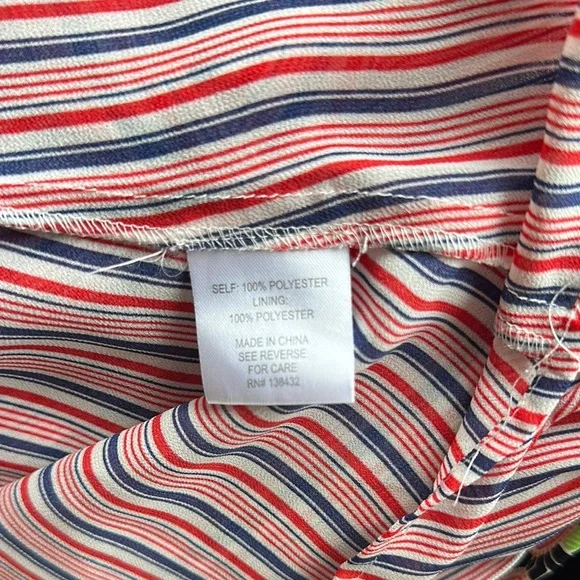 SELF: 100% POLYESTER
LINING:
100% POLYESTER
MADE IN CHINA
SEE REVERSE
FOR CARE
RN# 138432